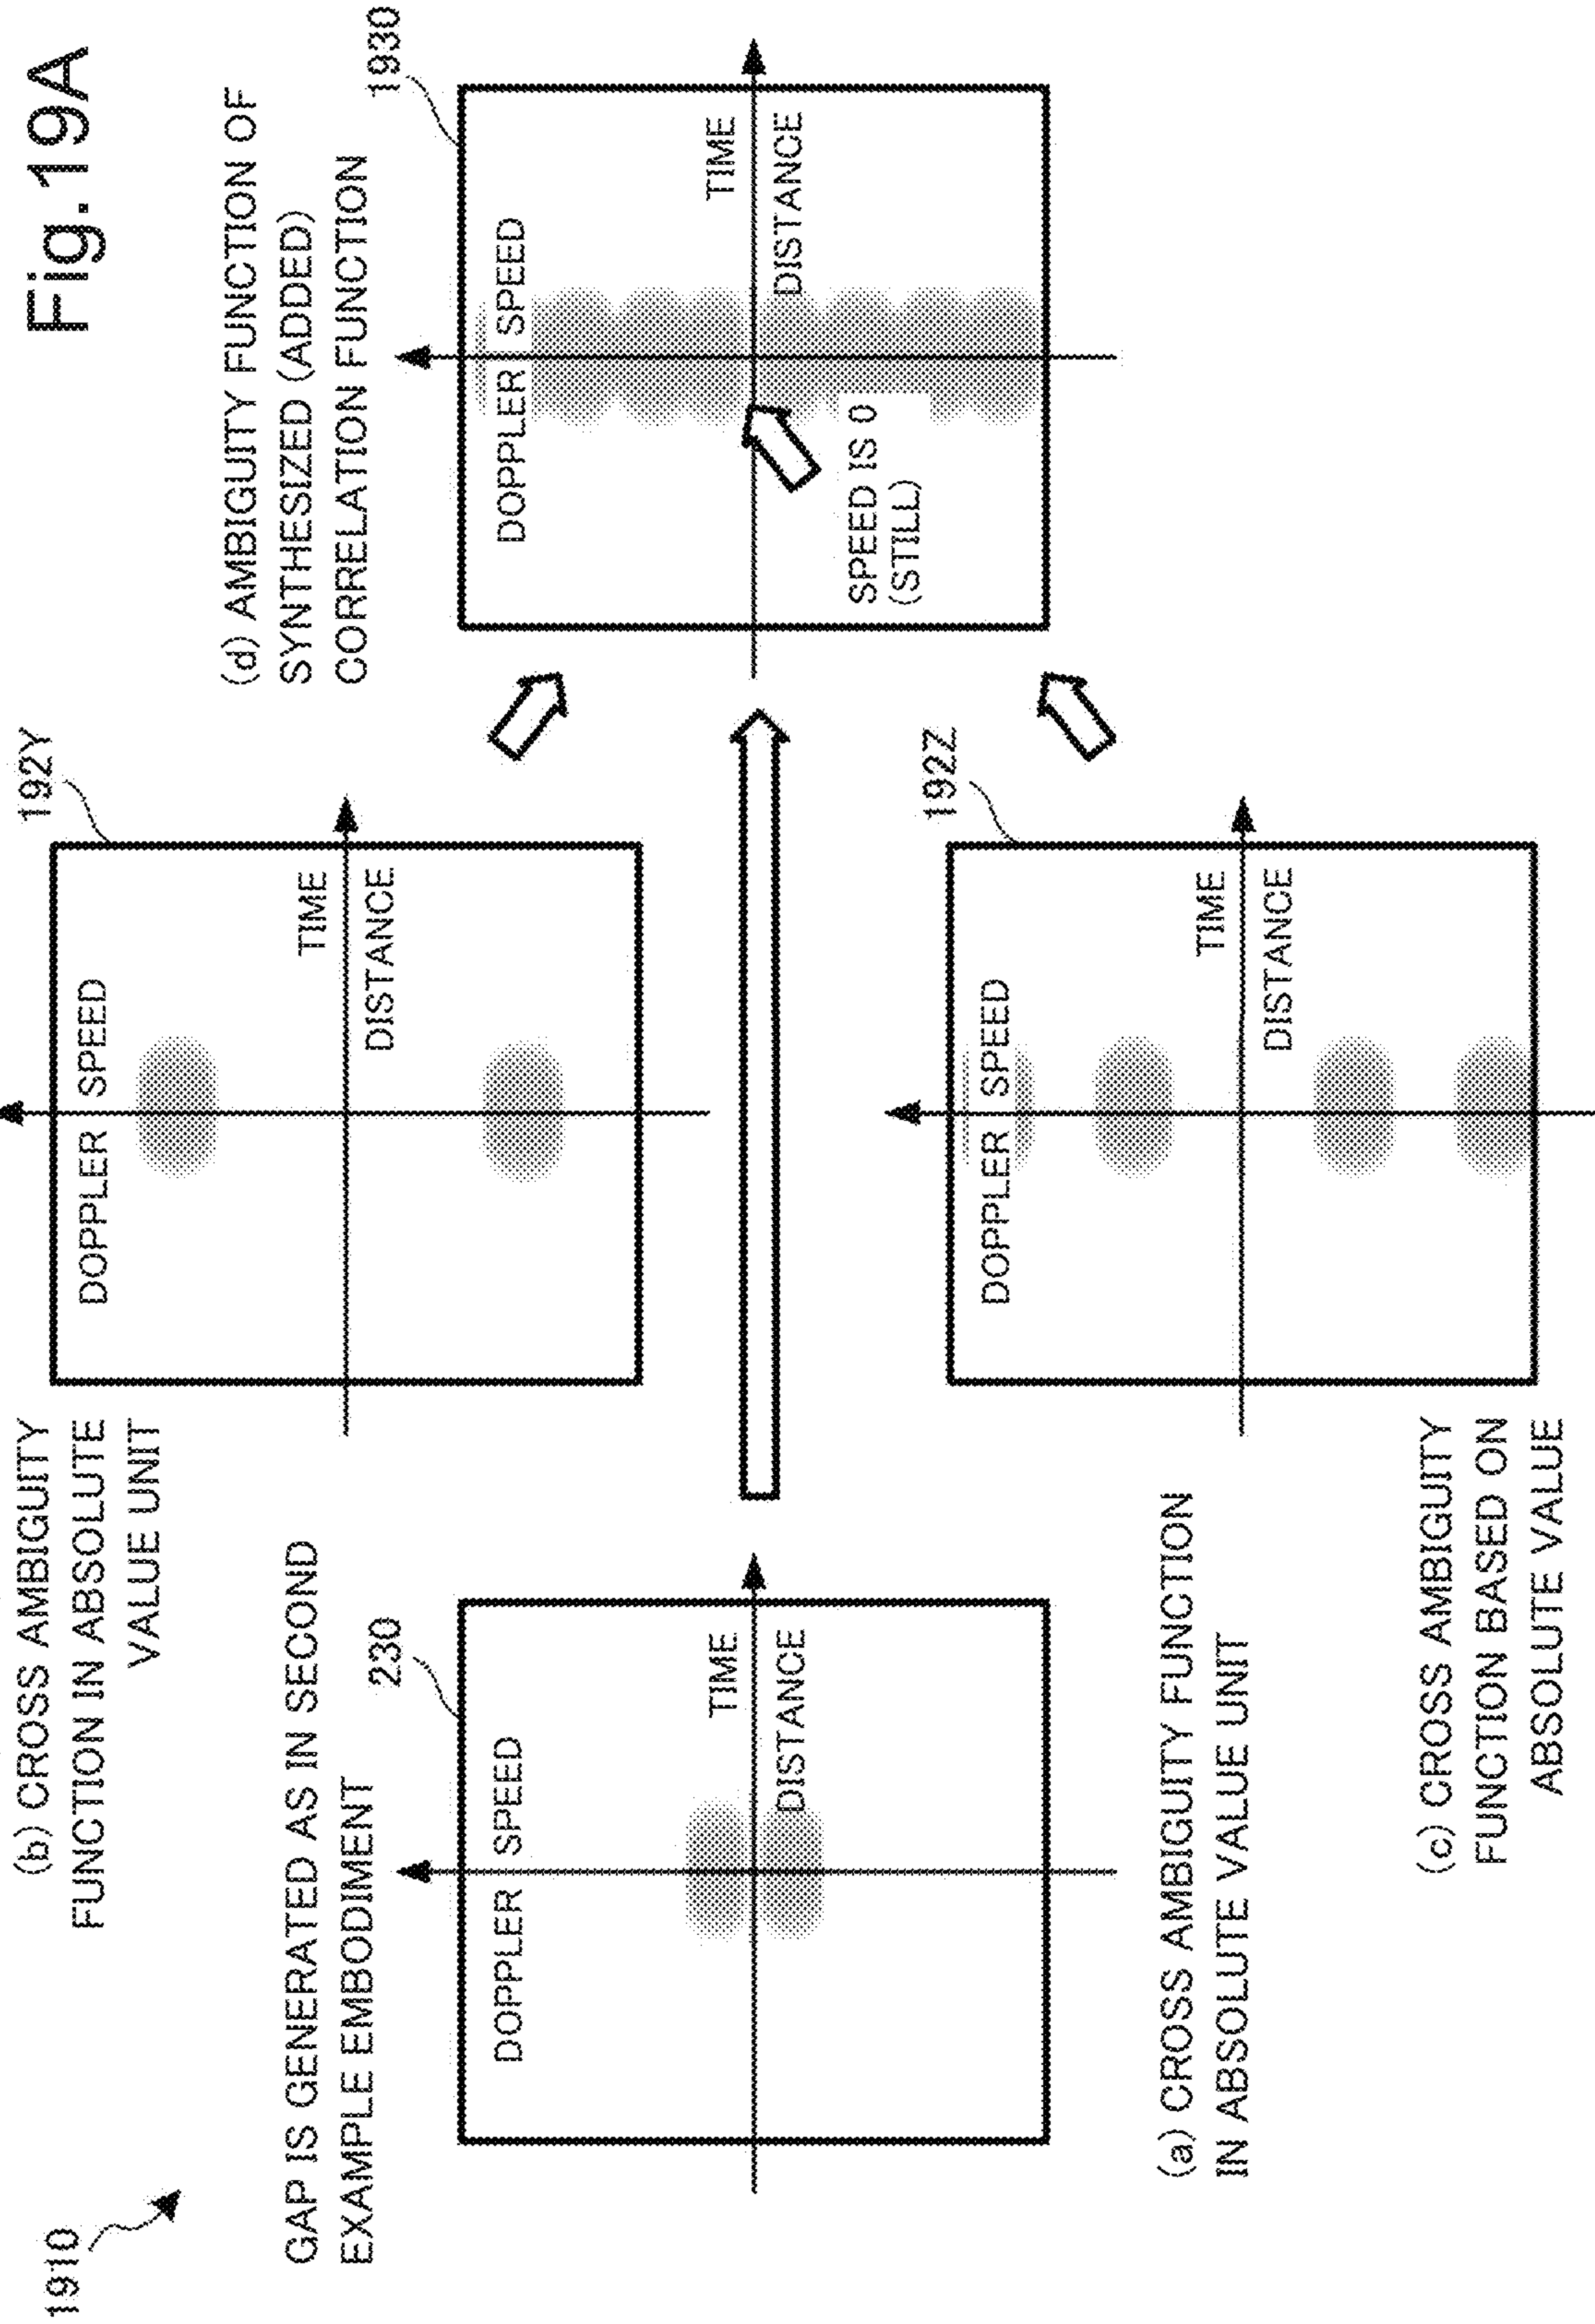 Fig.19A
1910
(b) CROSS AMBIGUITY
FUNCTION IN ABSOLUTE
VALUE UNIT
192Y
DOPPLER SPEED
TIME
DISTANCE
GAP IS GENERATED AS IN SECOND
EXAMPLE EMBODIMENT
230
DOPPLER SPEED
TIME
DISTANCE
(a) CROSS AMBIGUITY FUNCTION
IN ABSOLUTE VALUE UNIT
(d) AMBIGUITY FUNCTION OF
SYNTHESIZED (ADDED)
CORRELATION FUNCTION
1930
DOPPLER SPEED
TIME
DISTANCE
SPEED IS 0
(STILL)
192Z
DOPPLER SPEED
TIME
DISTANCE
(c) CROSS AMBIGUITY
FUNCTION BASED ON
ABSOLUTE VALUE